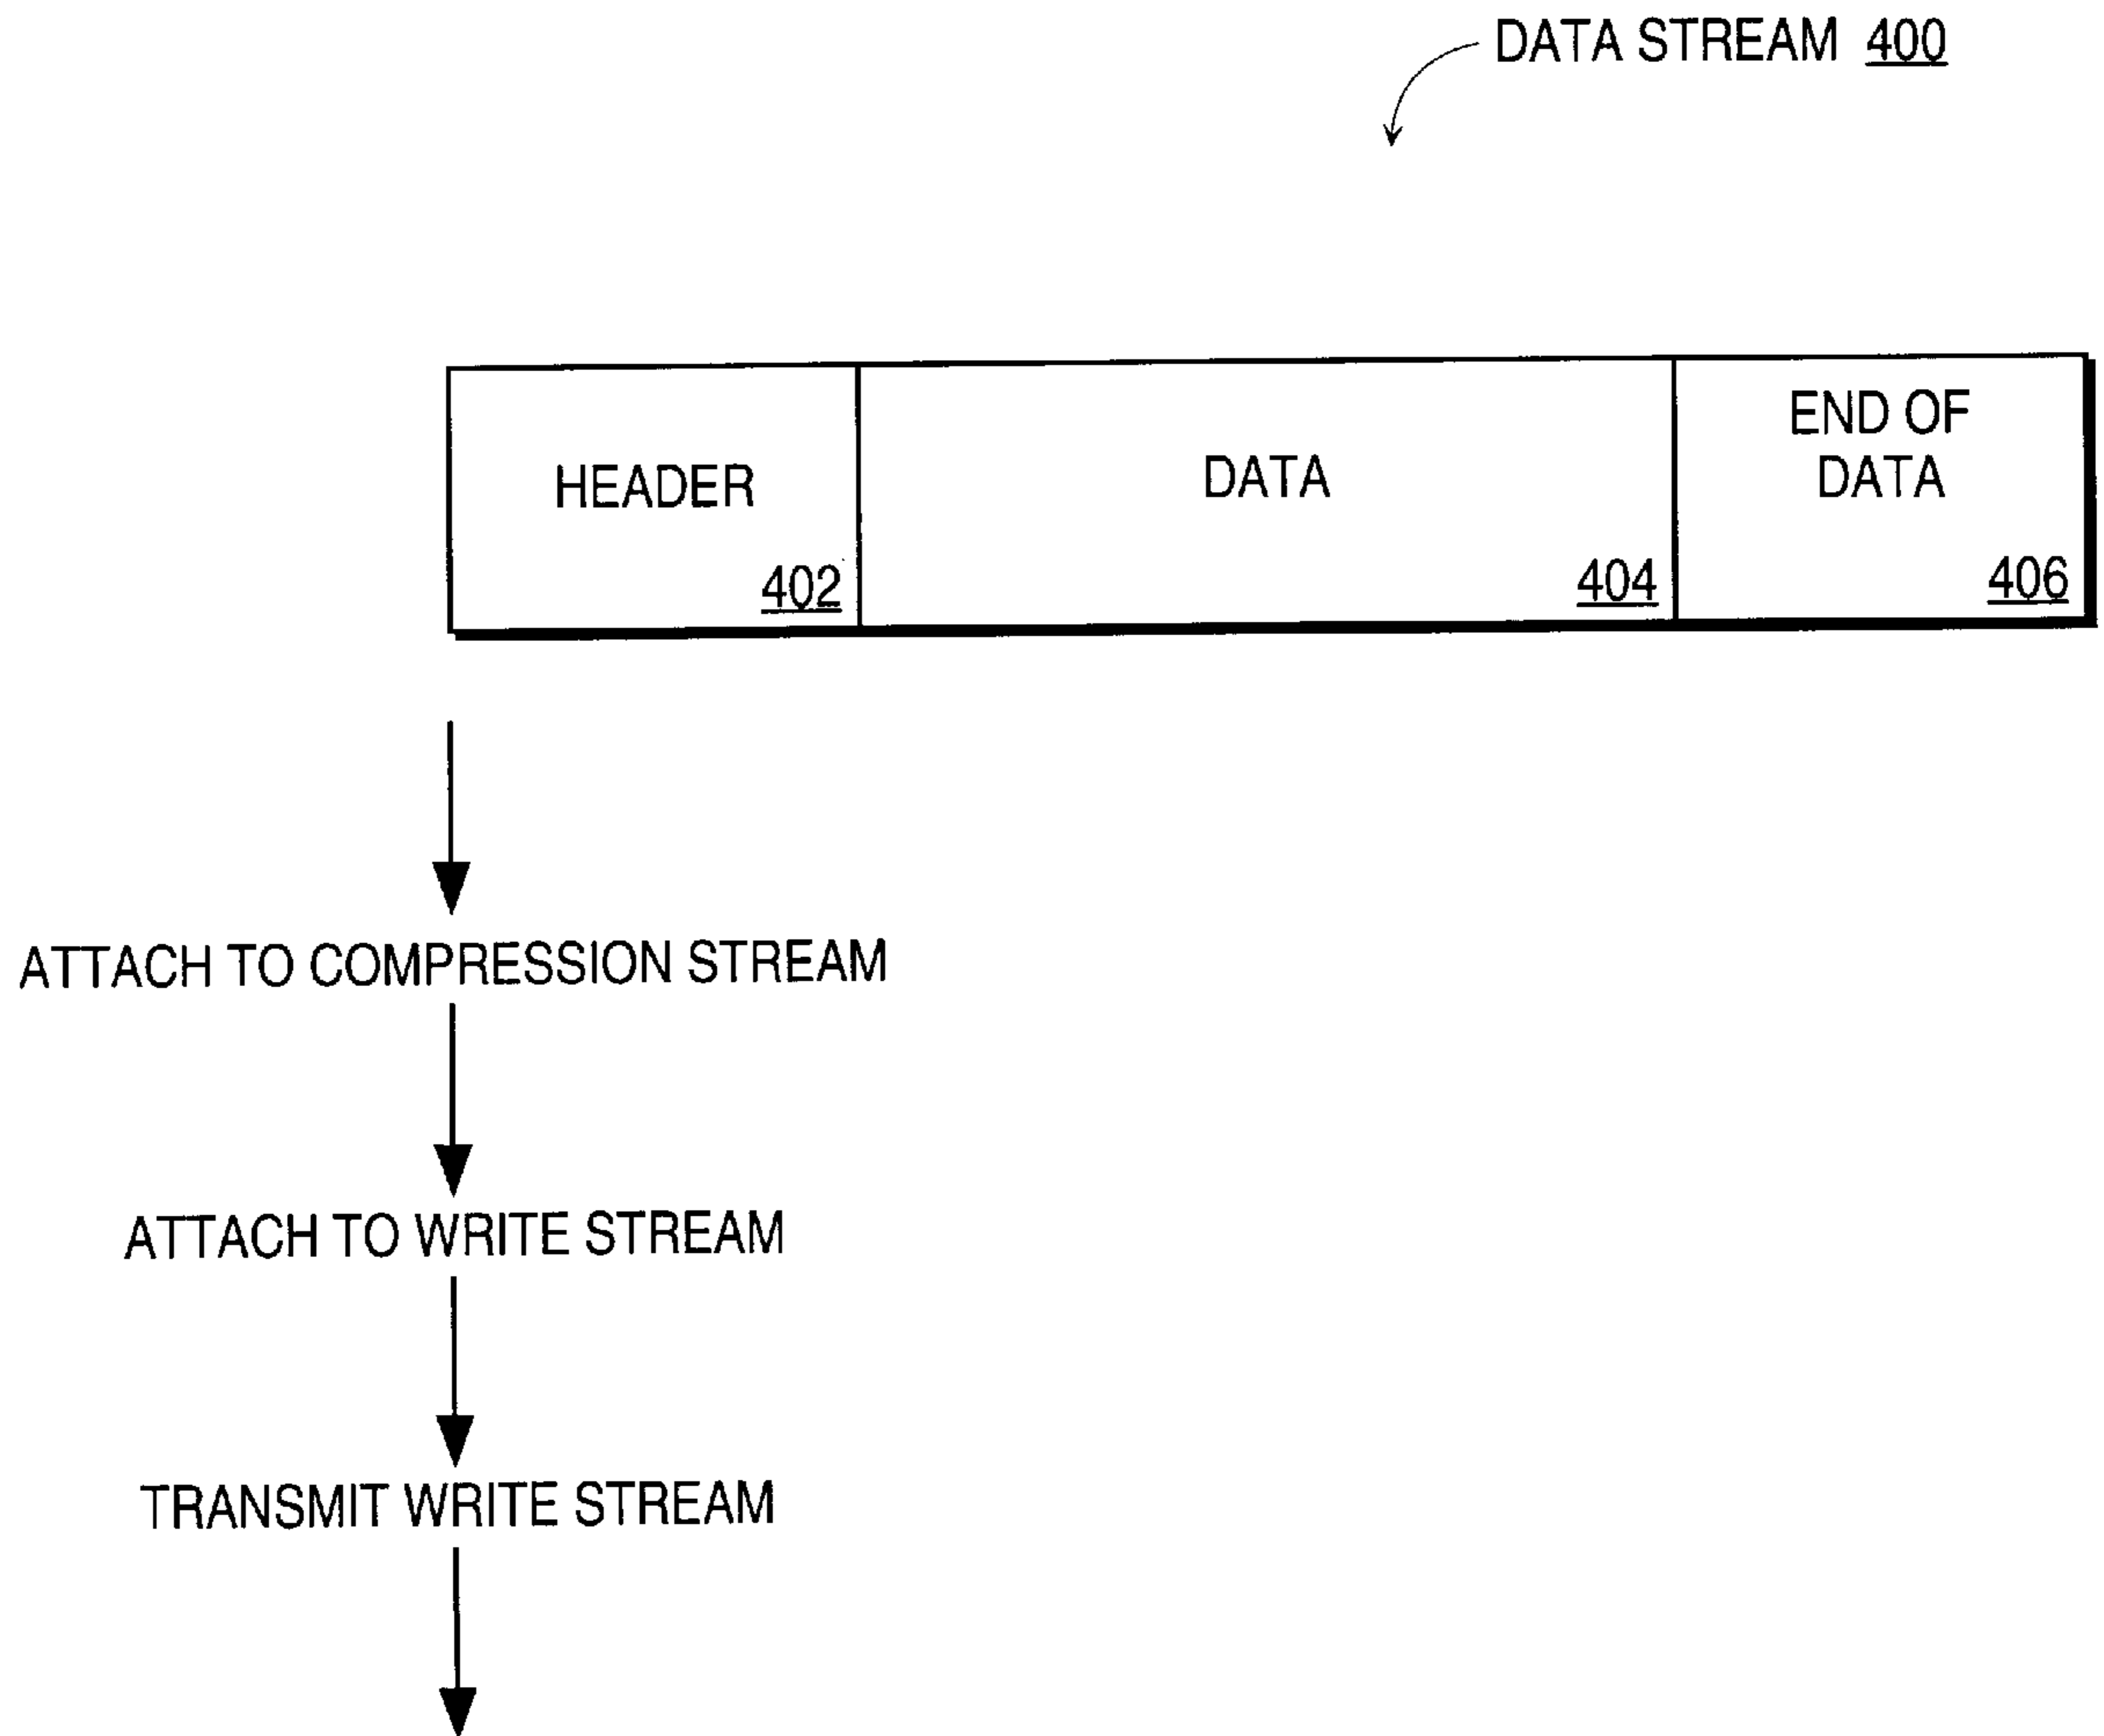 DATA STREAM 400
HEADER
402
DATA
404
END OF
DATA
406
ATTACH TO COMPRESSION STREAM
ATTACH TO WRITE STREAM
TRANSMIT WRITE STREAM